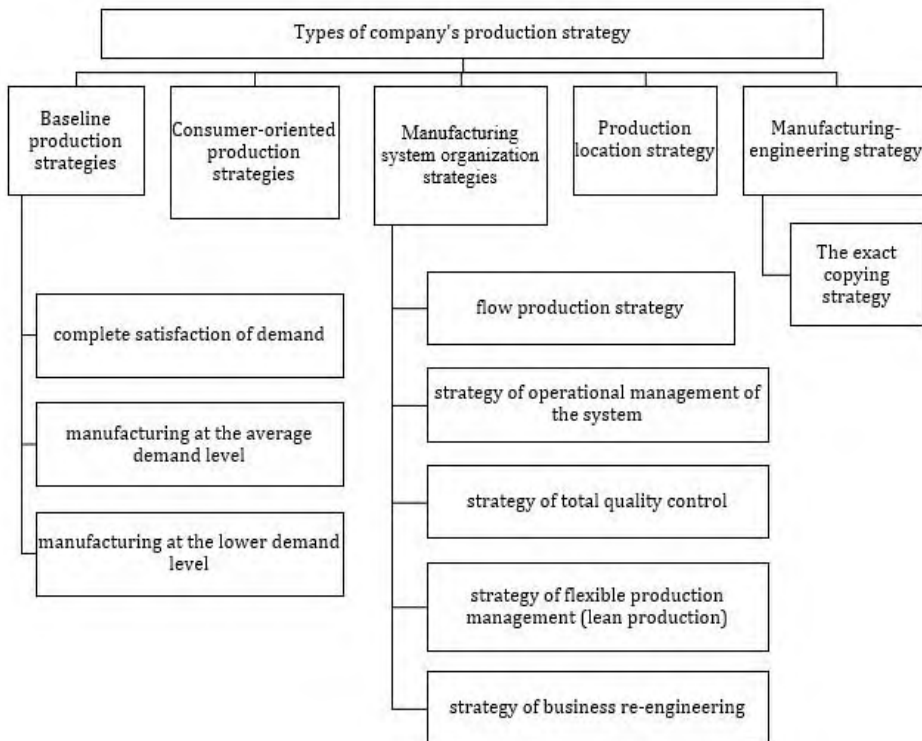 Types of company's production strategy
Baseline
production
strategies
Consumer-oriented
production
strategies
Manufacturing
system organization
strategies
Production
location strategy
Manufacturing-
engineering strategy
The exact
copying
strategy
complete satisfaction of demand
manufacturing at the average
demand level
manufacturing at the lower demand
level
flow production strategy
strategy of operational management of
the system
strategy of total quality control
strategy of flexible production
management (lean production)
strategy of business re-engineering